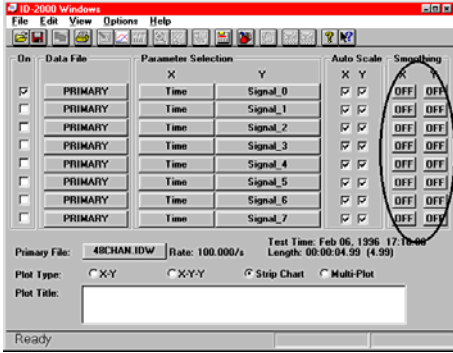 ID-2000 Windows
File Edit View Options Help
On Data File Parameter Selection Auto Scale Smoothing
X Y X Y X Y
PRIMARY Time Signal_0 OFF OFF
PRIMARY Time Signal_1 OFF OFF
PRIMARY Time Signal_2 OFF OFF
PRIMARY Time Signal_3 OFF OFF
PRIMARY Time Signal_4 OFF OFF
PRIMARY Time Signal_5 OFF OFF
PRIMARY Time Signal_6 OFF OFF
PRIMARY Time Signal_7 OFF OFF
Test Time: Feb 06, 1996 17:10:08
Primary File: 48CHAN.IDW Rate: 100.000/s Length: 00:00:04.99 (4.99)
Plot Type: X-Y X-Y-Y Strip Chart Multi-Plot
Plot Title:
Ready